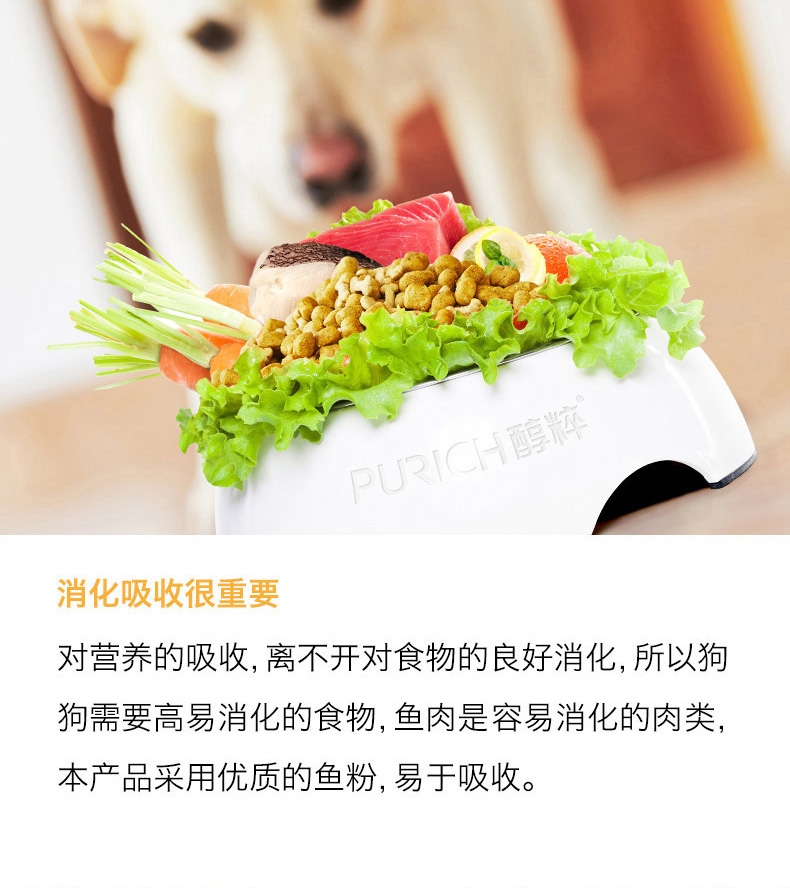 PURICH醇粹®
消化吸收很重要
对营养的吸收,离不开对食物的良好消化,所以狗
狗需要高易消化的食物,鱼肉是容易消化的肉类,
本产品采用优质的鱼粉,易于吸收。